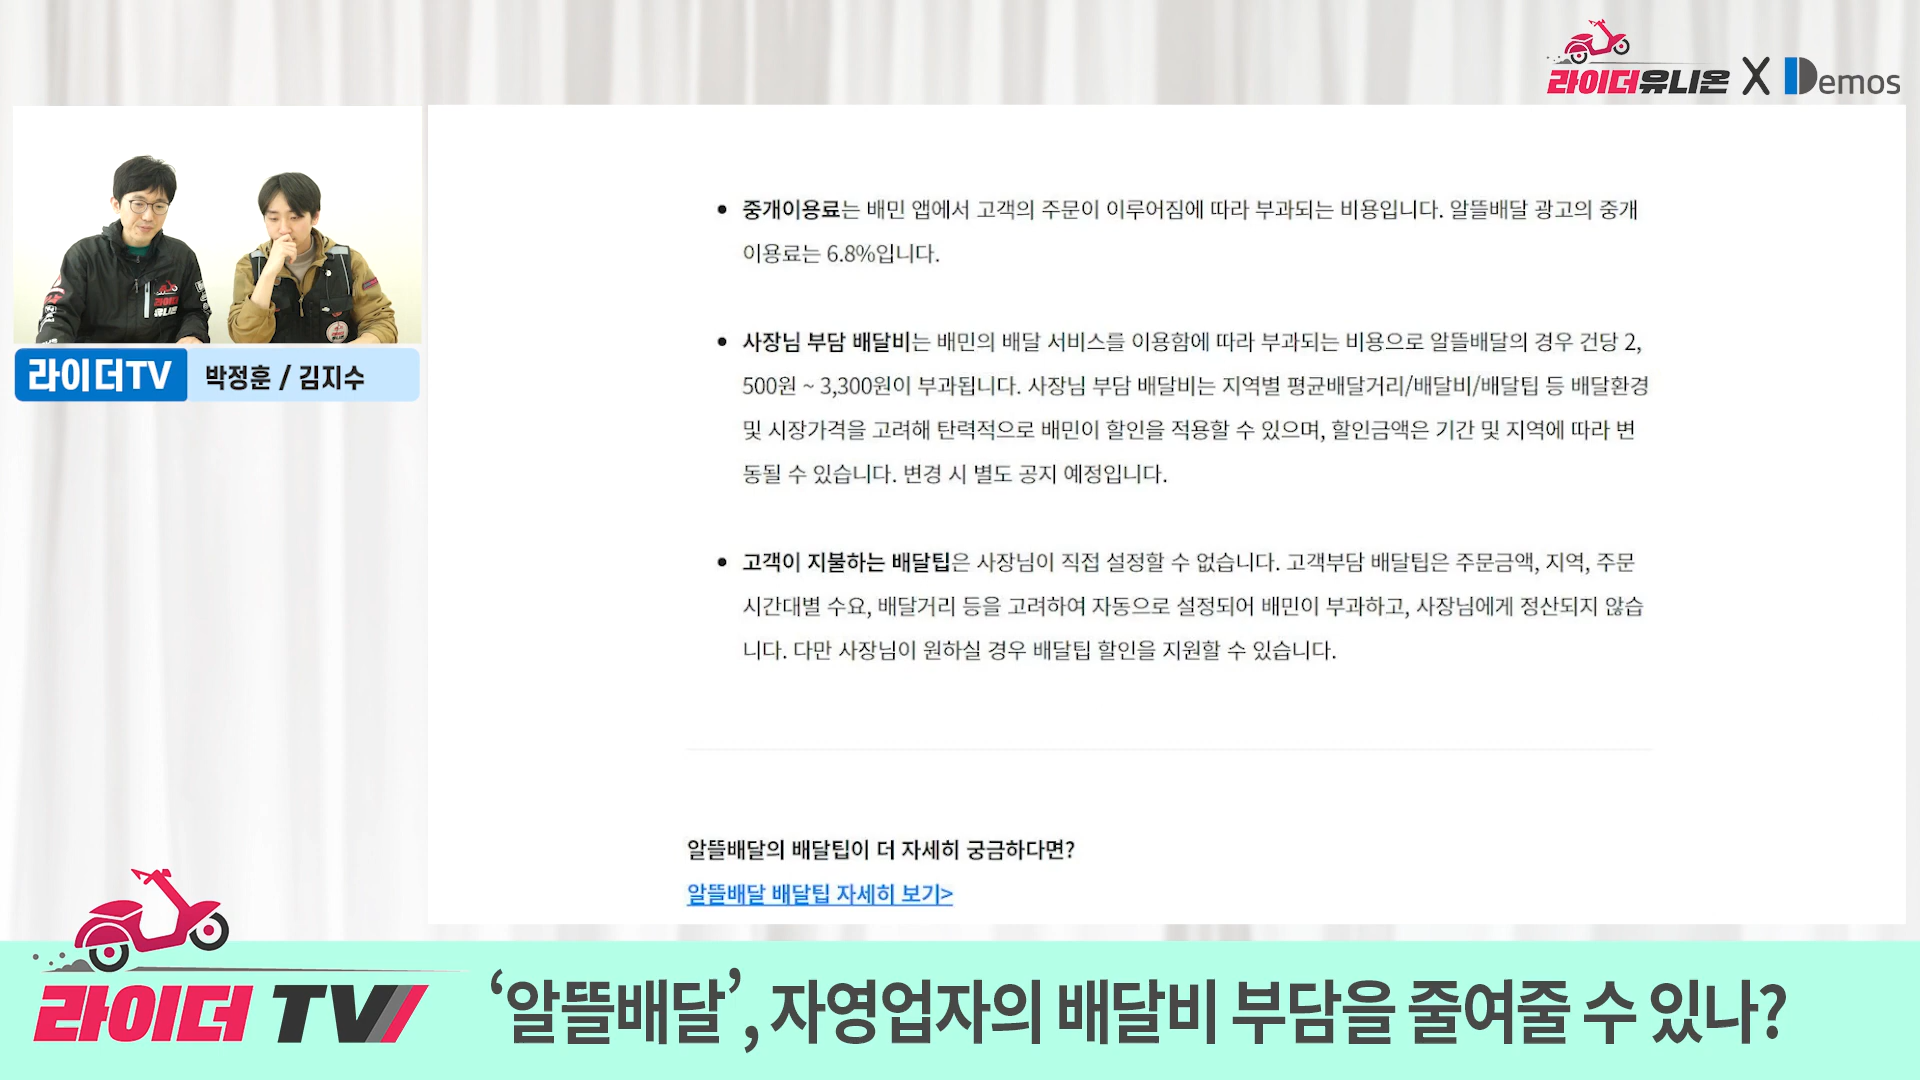 라이더유니온 X Demos
중개이용료는 배민 앱에서 고객의 주문이 이루어짐에 따라 부과되는 비용입니다. 알뜰배달 광고의 중개
이용료는 6.8%입니다.
사장님 부담 배달비는 배민의 배달 서비스를 이용함에 따라 부과되는 비용으로 알뜰배달의 경우 건당 2,
500원 ~ 3,300원이 부과됩니다. 사장님 부담 배달비는 지역별 평균배달거리/배달비/배달팁 등 배달환경
및 시장가격을 고려해 탄력적으로 배민이 할인을 적용할 수 있으며, 할인금액은 기간 및 지역에 따라 변
동될 수 있습니다. 변경 시 별도 공지 예정입니다.
고객이 지불하는 배달팁은 사장님이 직접 설정할 수 없습니다. 고객부담 배달팁은 주문금액, 지역, 주문
시간대별 수요, 배달거리 등을 고려하여 자동으로 설정되어 배민이 부과하고, 사장님에게 정산되지 않습
니다. 다만 사장님이 원하실 경우 배달팁 할인을 지원할 수 있습니다.
알뜰배달의 배달팁이 더 자세히 궁금하다면?
알뜰배달 배달팁 자세히 보기>
라이더
유니온
라이더TV 박정훈 / 김지수
라이더 TV
‘알뜰배달’, 자영업자의 배달비 부담을 줄여줄 수 있나?